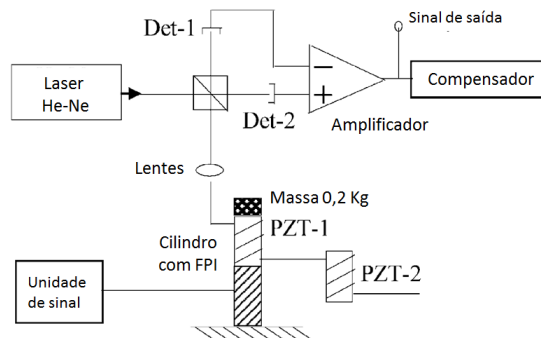 Det-1
Sinal de saída
Laser
He-Ne
−
+
Compensador
Det-2
Amplificador
Lentes
Massa 0,2 Kg
PZT-1
Cilindro
com FPI
PZT-2
Unidade
de sinal